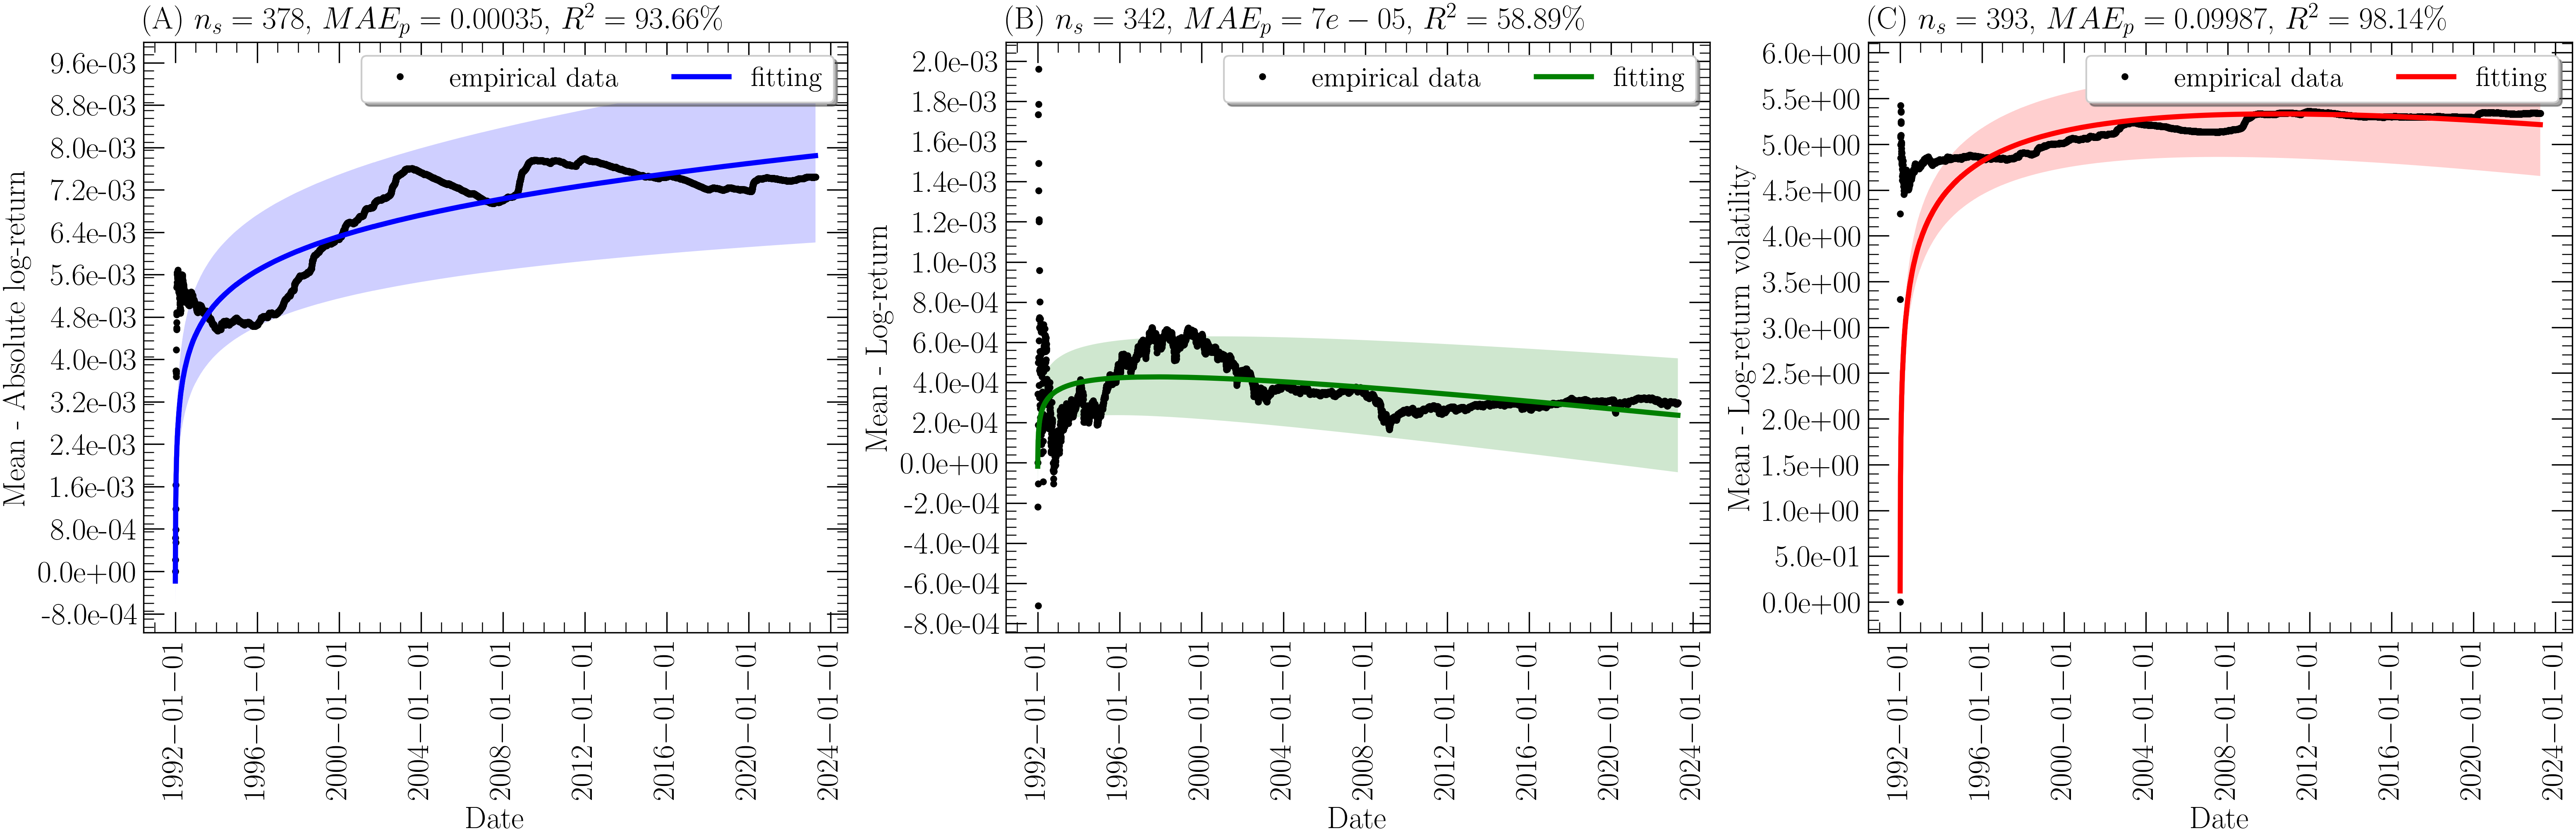 (A) n_s = 378, MAE_p = 0.00035, R^2 = 93.66%
empirical data fitting
Mean - Absolute log-return
9.6e-03
8.8e-03
8.0e-03
7.2e-03
6.4e-03
5.6e-03
4.8e-03
4.0e-03
3.2e-03
2.4e-03
1.6e-03
8.0e-04
0.0e+00
-8.0e-04
1992-01-01
1996-01-01
2000-01-01
2004-01-01
2008-01-01
2012-01-01
2016-01-01
2020-01-01
2024-01-01
Date
(B) n_s = 342, MAE_p = 7e - 05, R^2 = 58.89%
empirical data fitting
Mean - Log-return
2.0e-03
1.8e-03
1.6e-03
1.4e-03
1.2e-03
1.0e-03
8.0e-04
6.0e-04
4.0e-04
2.0e-04
0.0e+00
-2.0e-04
-4.0e-04
-6.0e-04
-8.0e-04
1992-01-01
1996-01-01
2000-01-01
2004-01-01
2008-01-01
2012-01-01
2016-01-01
2020-01-01
2024-01-01
Date
(C) n_s = 393, MAE_p = 0.09987, R^2 = 98.14%
empirical data fitting
Mean - Log-return volatility
6.0e+00
5.5e+00
5.0e+00
4.5e+00
4.0e+00
3.5e+00
3.0e+00
2.5e+00
2.0e+00
1.5e+00
1.0e+00
5.0e-01
0.0e+00
1992-01-01
1996-01-01
2000-01-01
2004-01-01
2008-01-01
2012-01-01
2016-01-01
2020-01-01
2024-01-01
Date